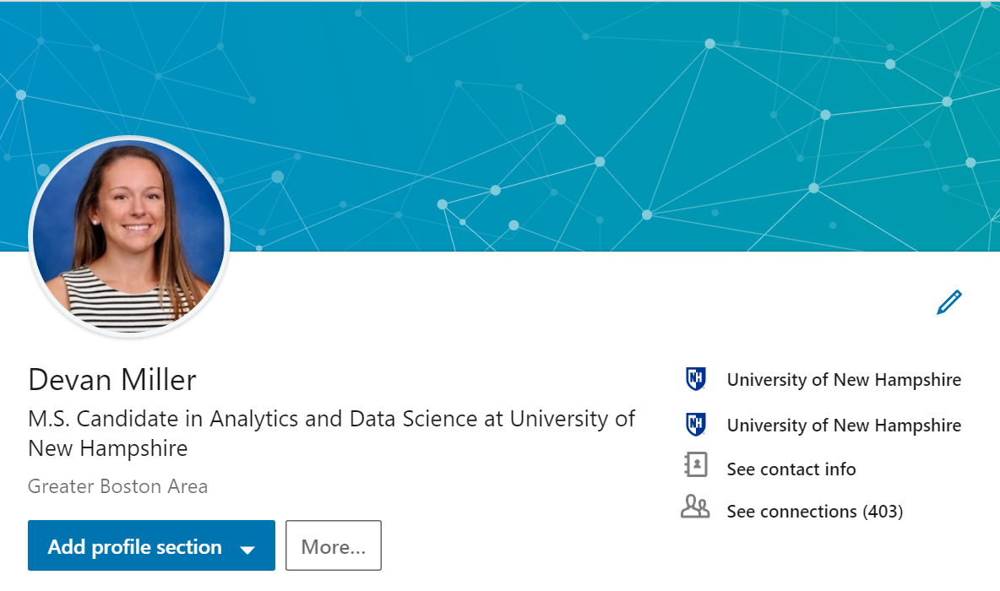 Devan Miller
M.S. Candidate in Analytics and Data Science at University of
New Hampshire
Greater Boston Area
Add profile section
More...
NH University of New Hampshire
NH University of New Hampshire
See contact info
See connections (403)